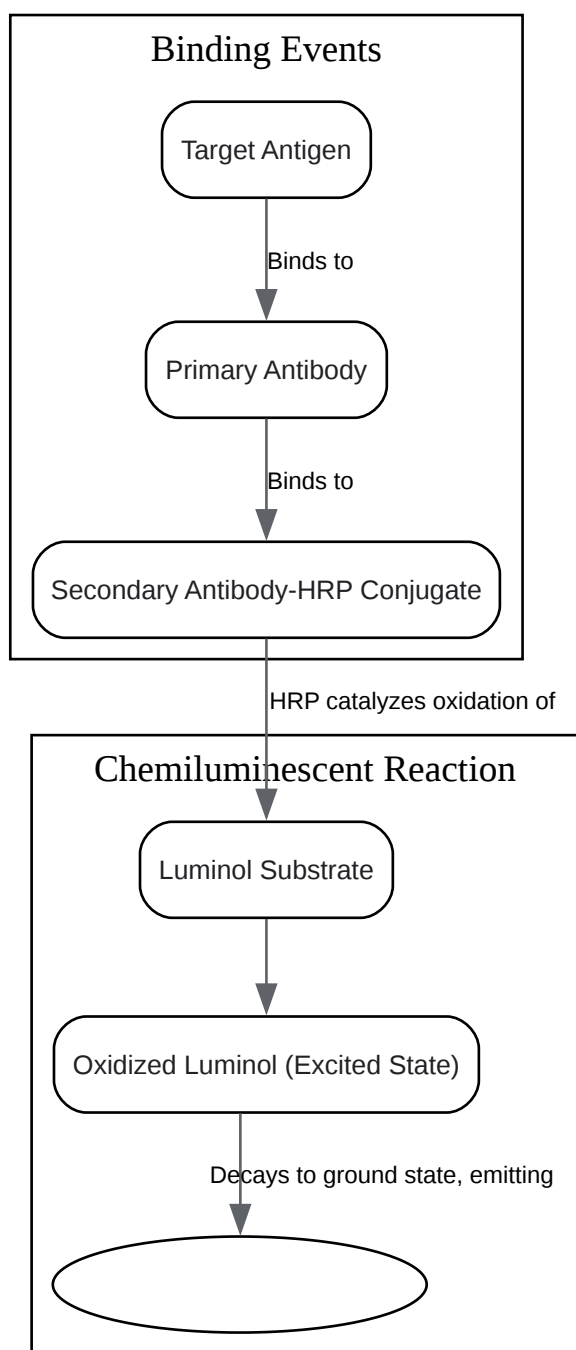 Binding Events
Target Antigen
Binds to
Primary Antibody
Binds to
Secondary Antibody-HRP Conjugate
HRP catalyzes oxidation of
Chemiluminescent Reaction
Luminol Substrate
Oxidized Luminol (Excited State)
Decays to ground state, emitting